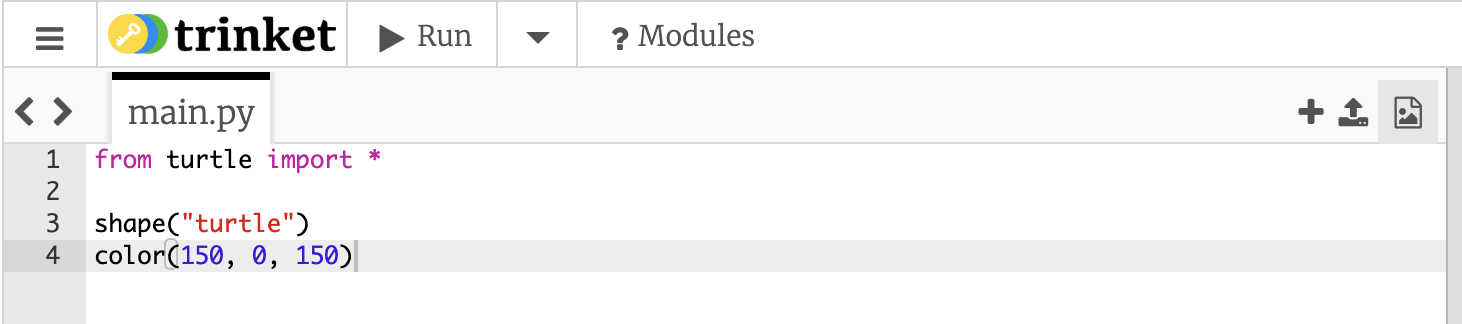 trinket Run ? Modules
main.py
1 from turtle import *
2
3 shape("turtle")
4 color(150, 0, 150)